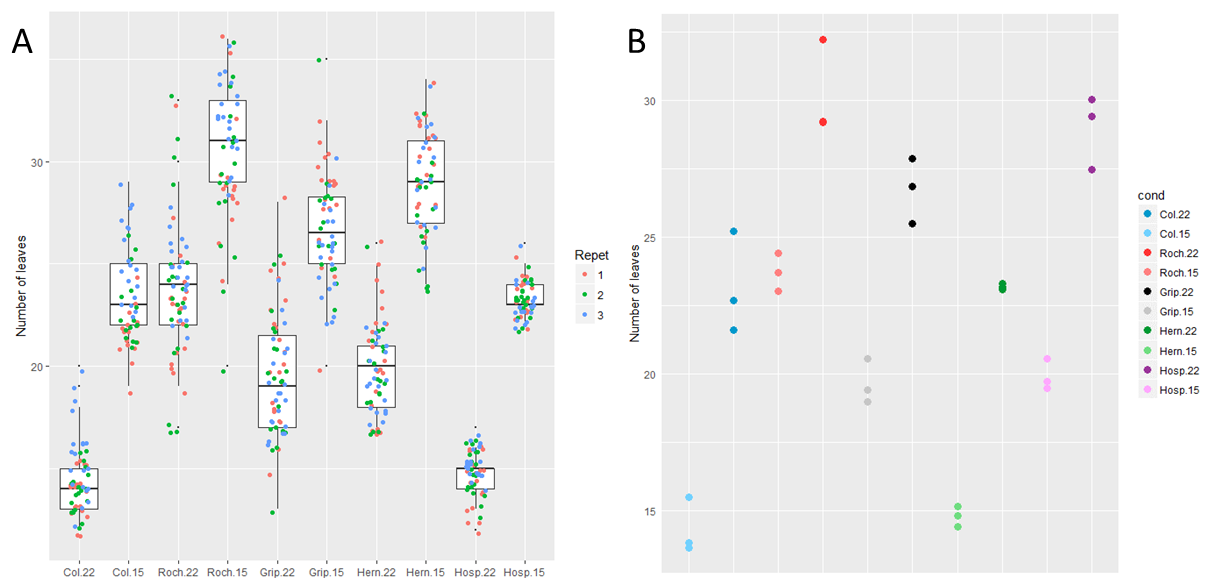 A
Number of leaves
30
20
Col.22 Col.15 Roch.22 Roch.15 Grip.22 Grip.15 Hern.22 Hern.15 Hosp.22 Hosp.15
Repet
1
2
3
B
Number of leaves
30
25
20
15
cond
Col.22
Col.15
Roch.22
Roch.15
Grip.22
Grip.15
Hern.22
Hern.15
Hosp.22
Hosp.15